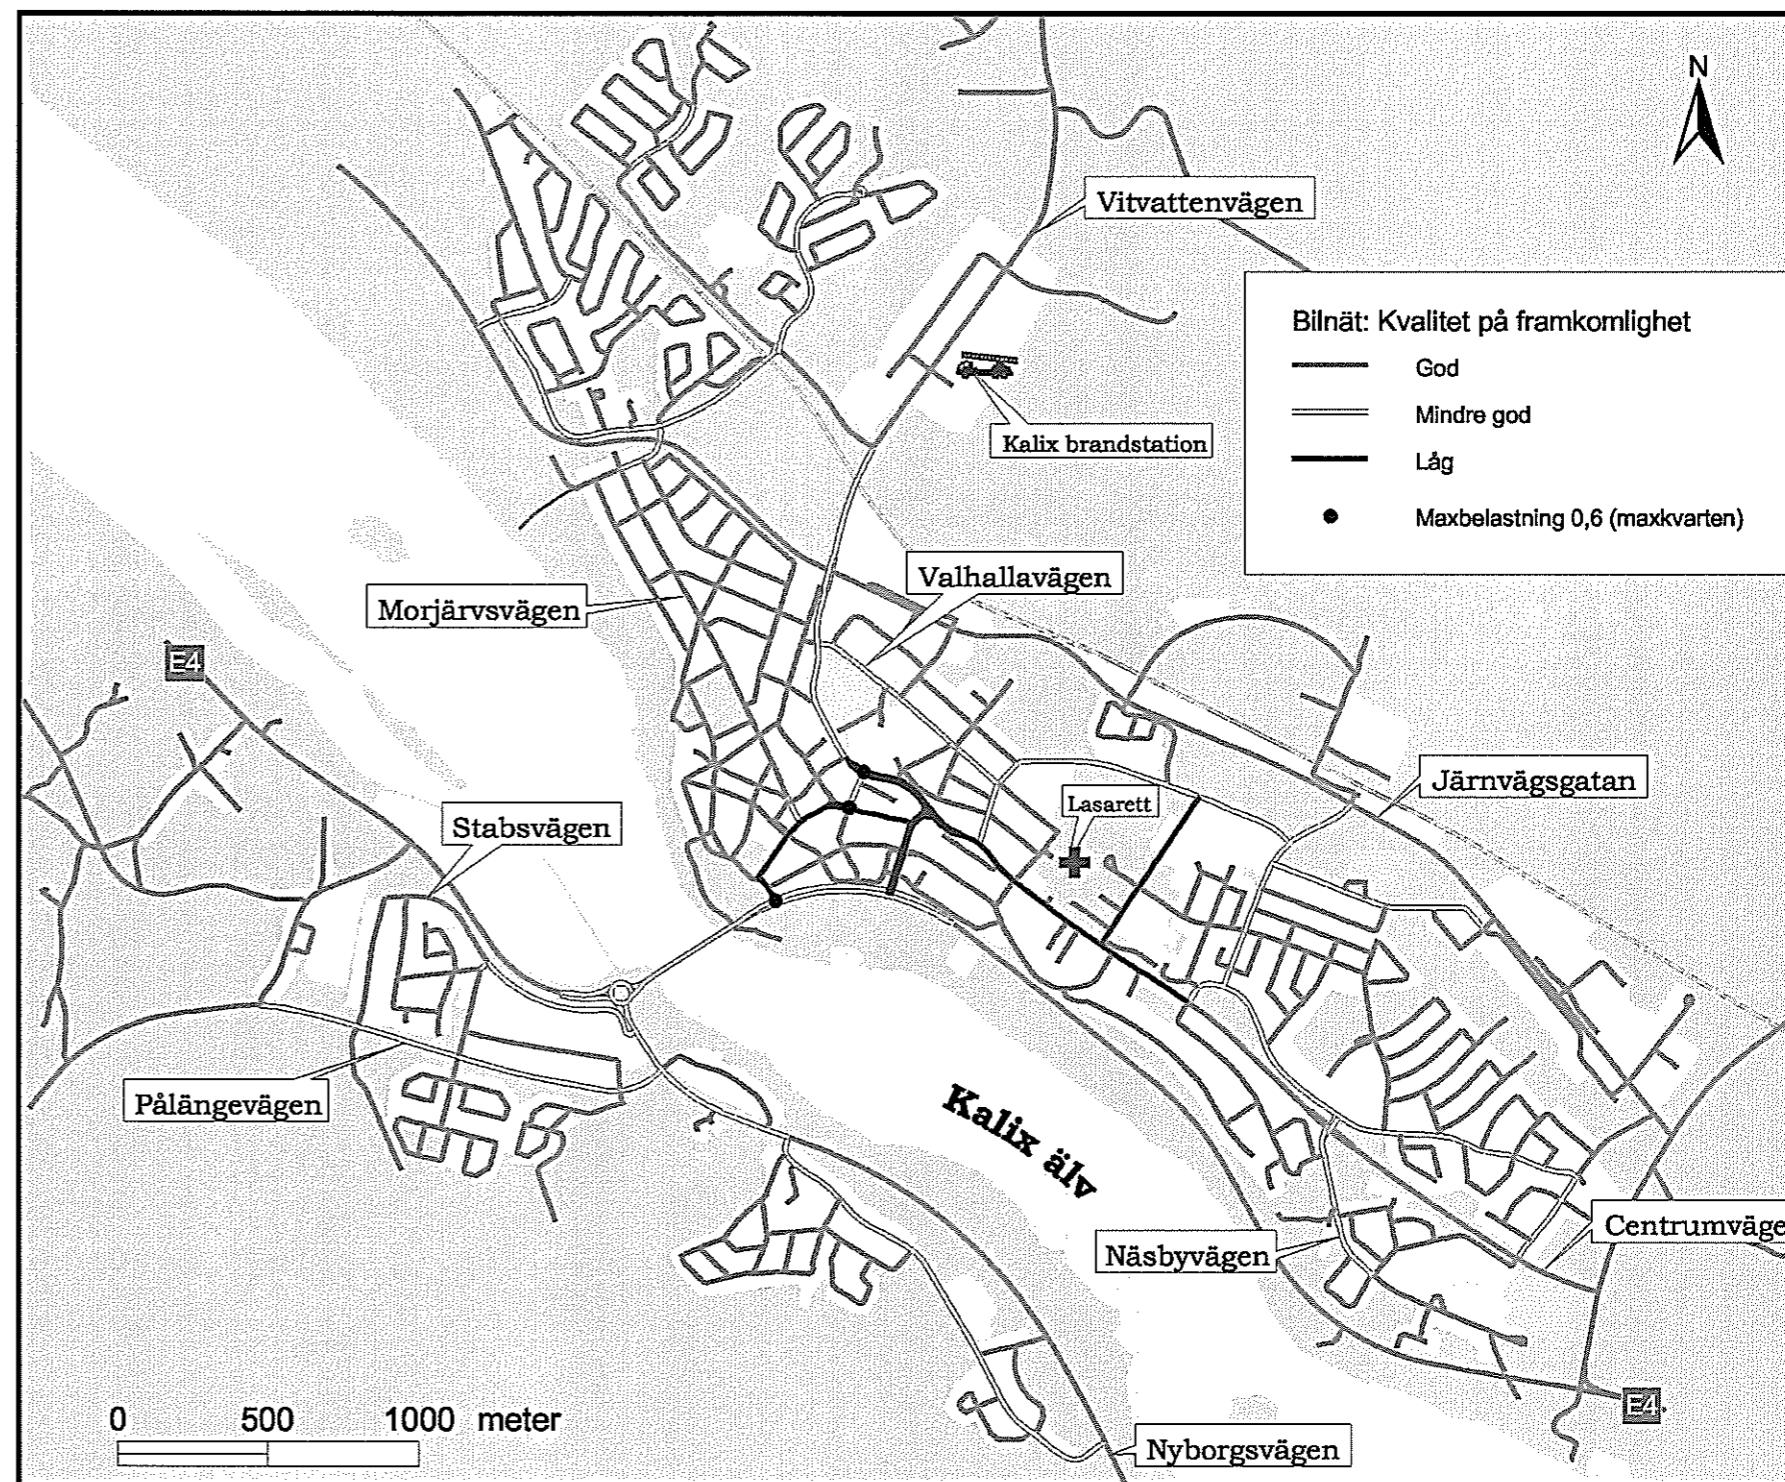 N
Vitvattenvägen
Bilnät: Kvalitet på framkomlighet
God
Mindre god
Låg
Maxbelastning 0,6 (maxkvarten)
Kalix brandstation
Valhallavägen
Morjärvsvägen
E4
Järnvägsgatan
Lasarett
Stabsvägen
Pålängevägen
Kalix älv
Centrumväge
Näsbyvägen
E4
0 500 1000 meter
Nyborgsvägen